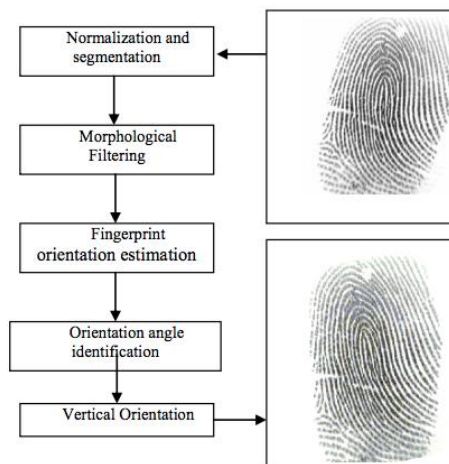 Normalization and
segmentation
Morphological
Filtering
Fingerprint
orientation estimation
Orientation angle
identification
Vertical Orientation